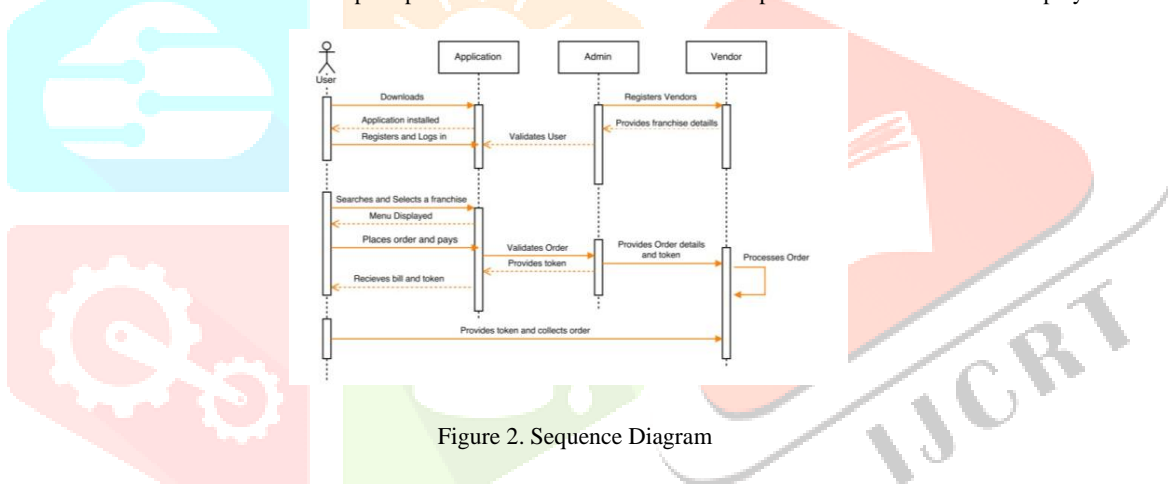 User
Application
Admin
Vendor
Downloads
Registers Vendors
Application installed
Provides franchise detaills
Registers and Logs in
Validates User
Searches and Selects a franchise
Menu Displayed
Places order and pays
Validates Order
Provides Order details
and token
Processes Order
Provides token
Recieves bill and token
Provides token and collects order
IJCRT
Figure 2. Sequence Diagram